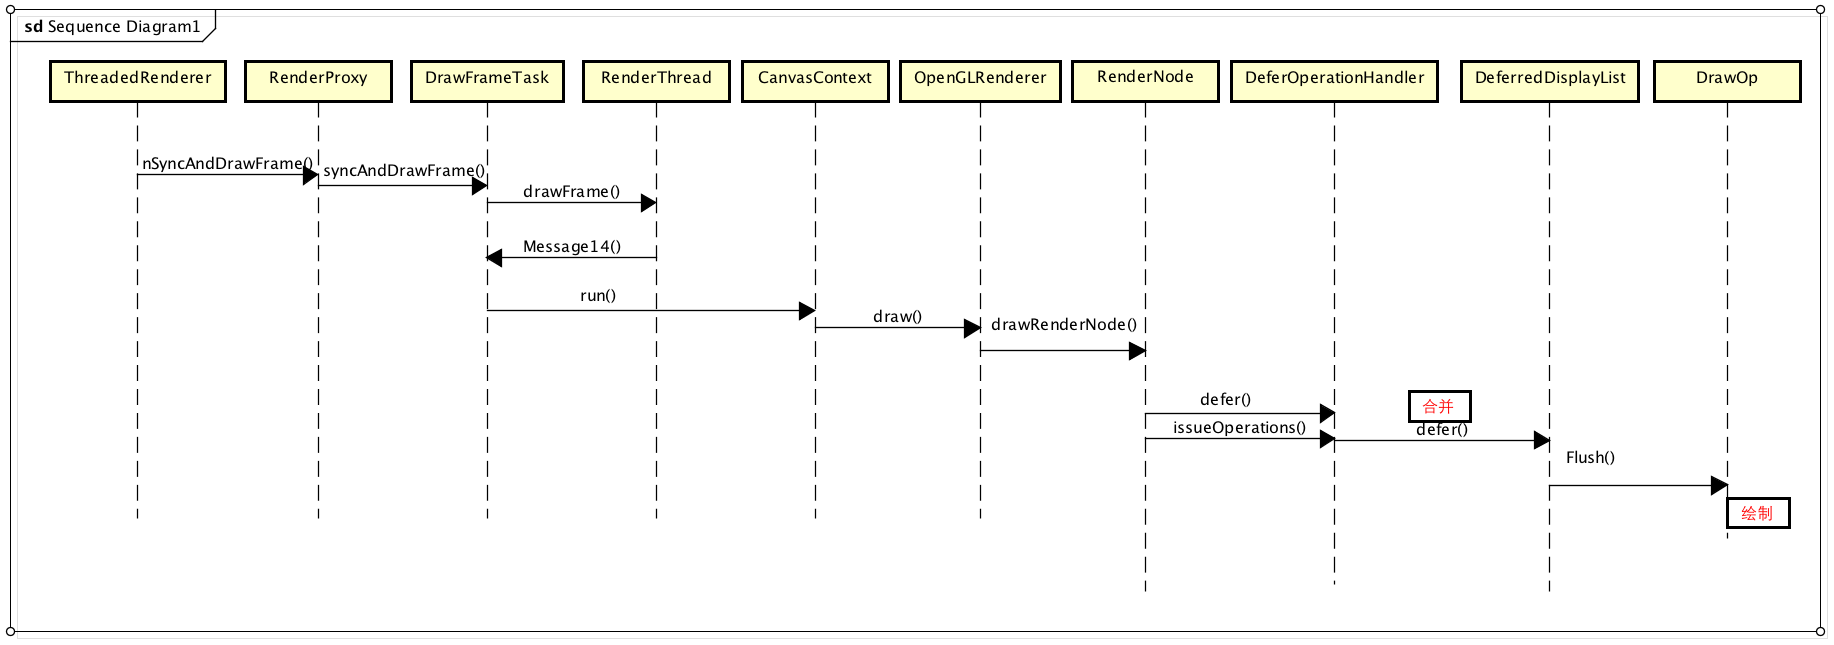 sd Sequence Diagram1
ThreadedRenderer
RenderProxy
DrawFrameTask
RenderThread
CanvasContext
OpenGLRenderer
RenderNode
DeferOperationHandler
DeferredDisplayList
DrawOp
nSyncAndDrawFrame()
syncAndDrawFrame()
drawFrame()
Message14()
run()
draw()
drawRenderNode()
defer()
合并
issueOperations()
defer()
Flush()
绘制